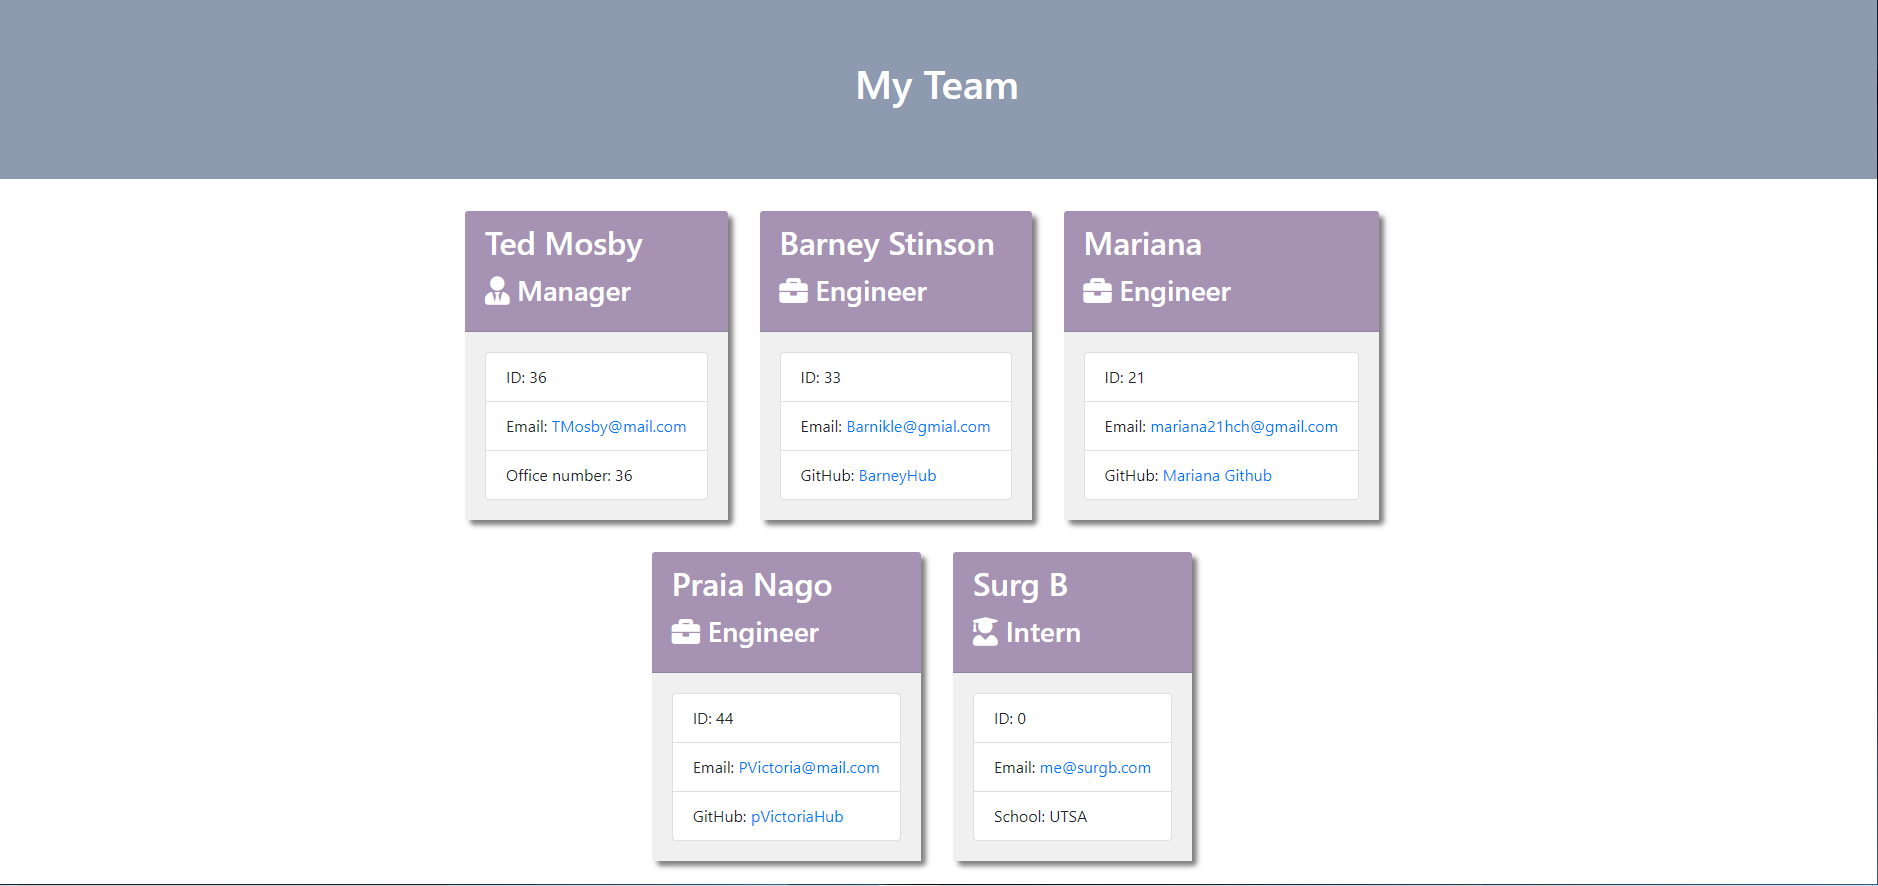 My Team
Ted Mosby
Manager
ID: 36
Email: TMosby@mail.com
Office number: 36
Barney Stinson
Engineer
ID: 33
Email: Barnikle@gmial.com
GitHub: BarneyHub
Mariana
Engineer
ID: 21
Email: mariana21hch@gmail.com
GitHub: Mariana Github
Praia Nago
Engineer
ID: 44
Email: PVictoria@mail.com
GitHub: pVictoriaHub
Surg B
Intern
ID: 0
Email: me@surgb.com
School: UTSA